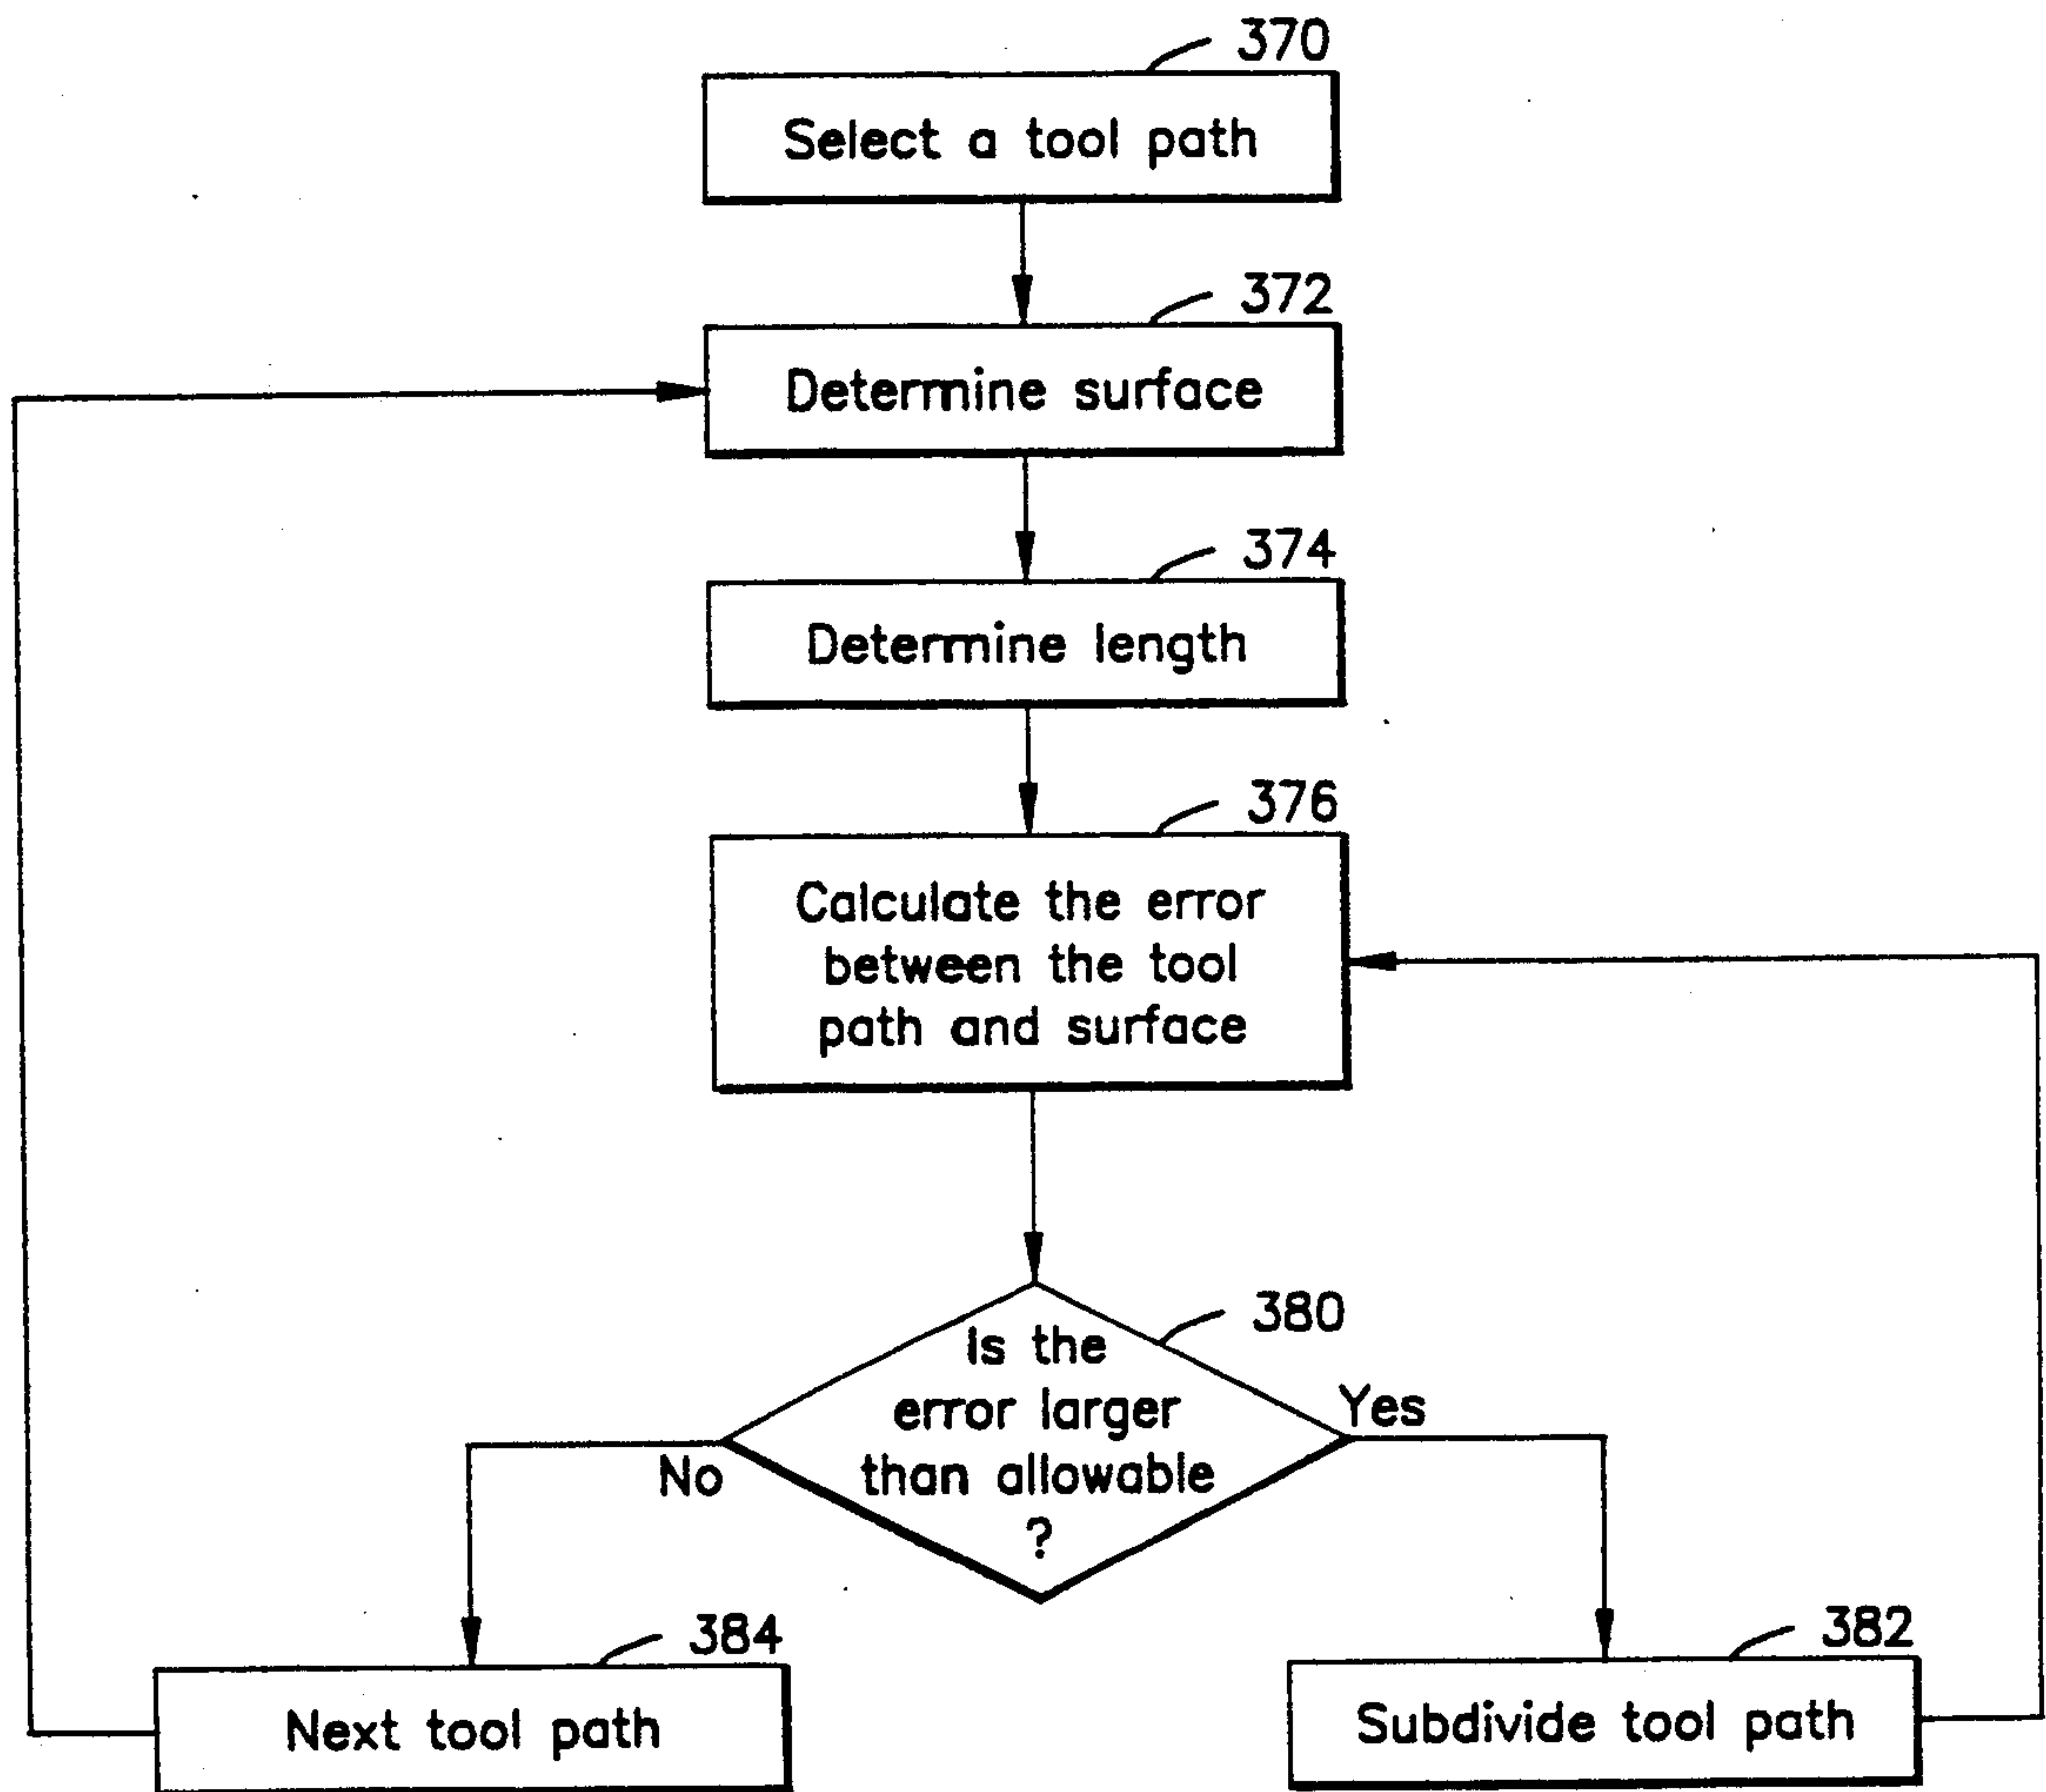 370
Select a tool path
372
Determine surface
374
Determine length
376
Calculate the error
between the tool
path and surface
380
Is the
error larger
than allowable
?
Yes
No
384
Next tool path
382
Subdivide tool path